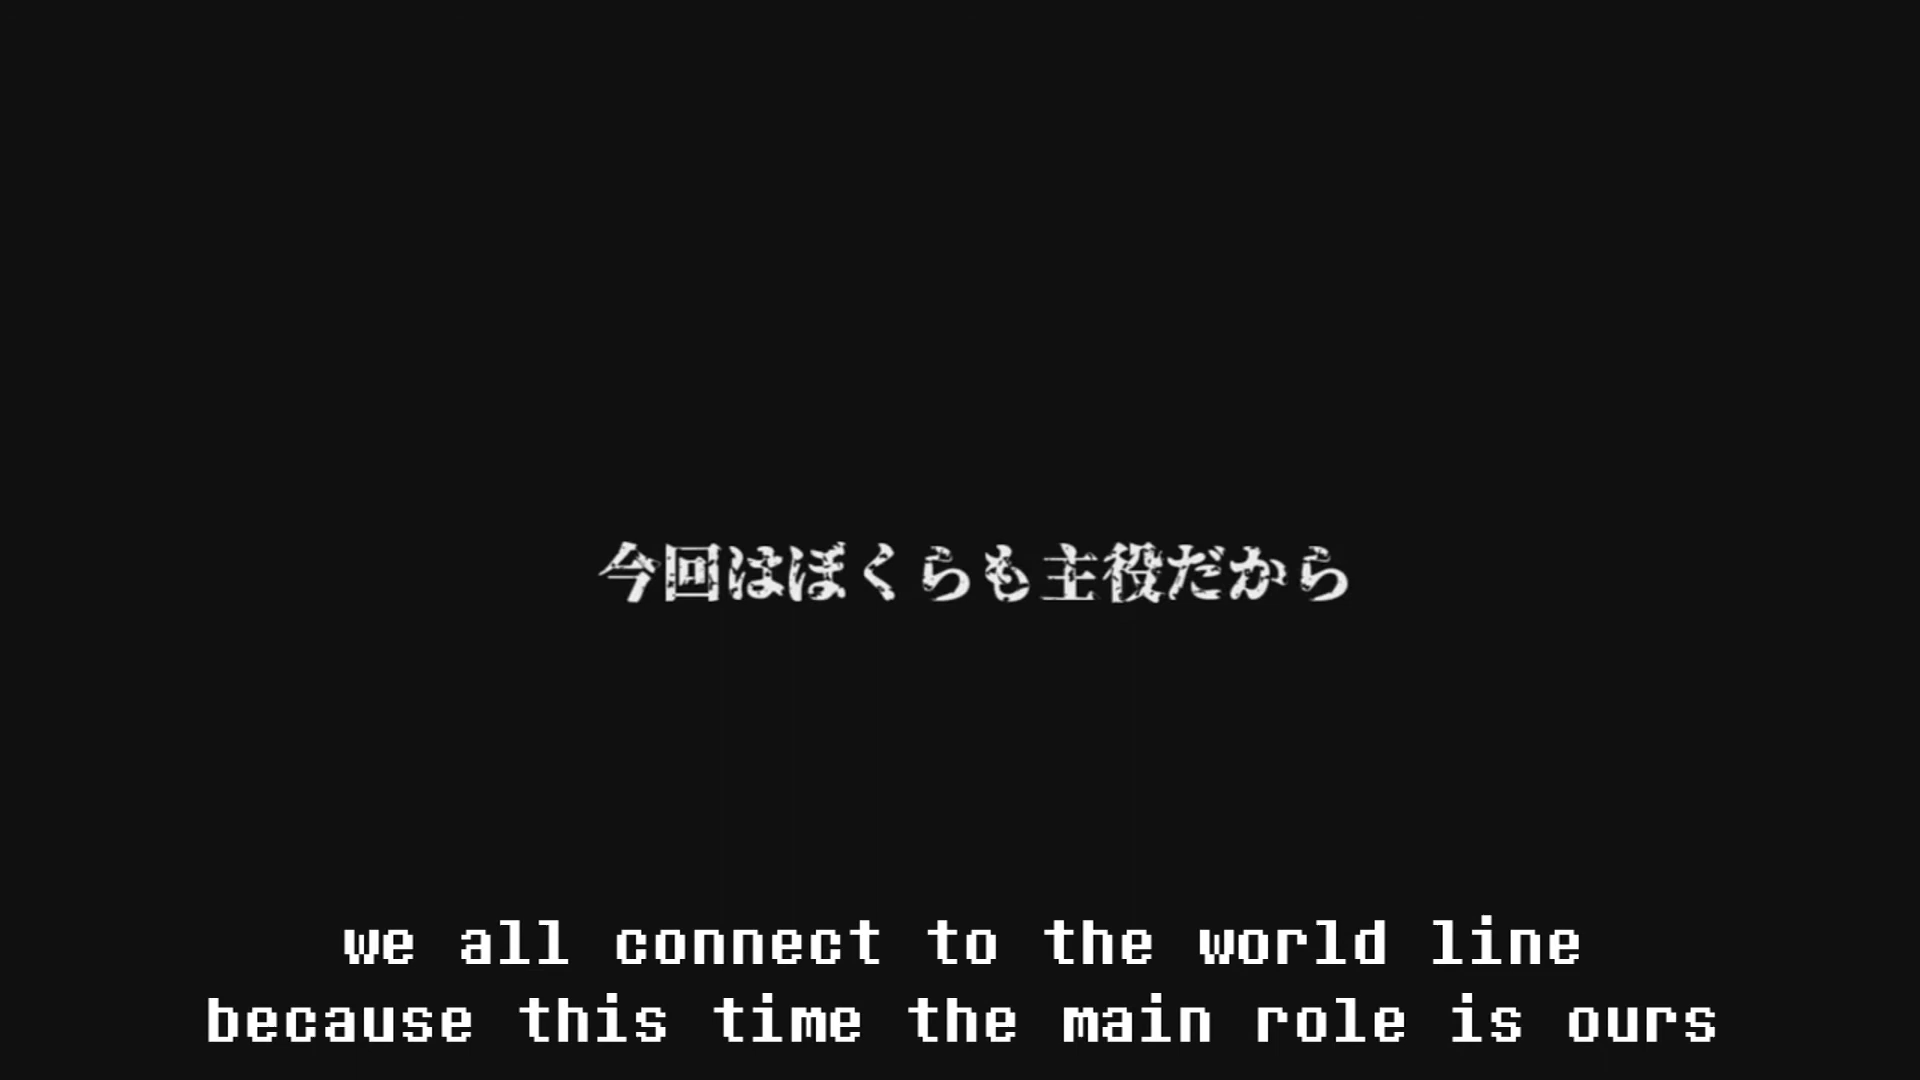 今回はぼくらも主役だから
we all connect to the world line
because this time the main role is ours